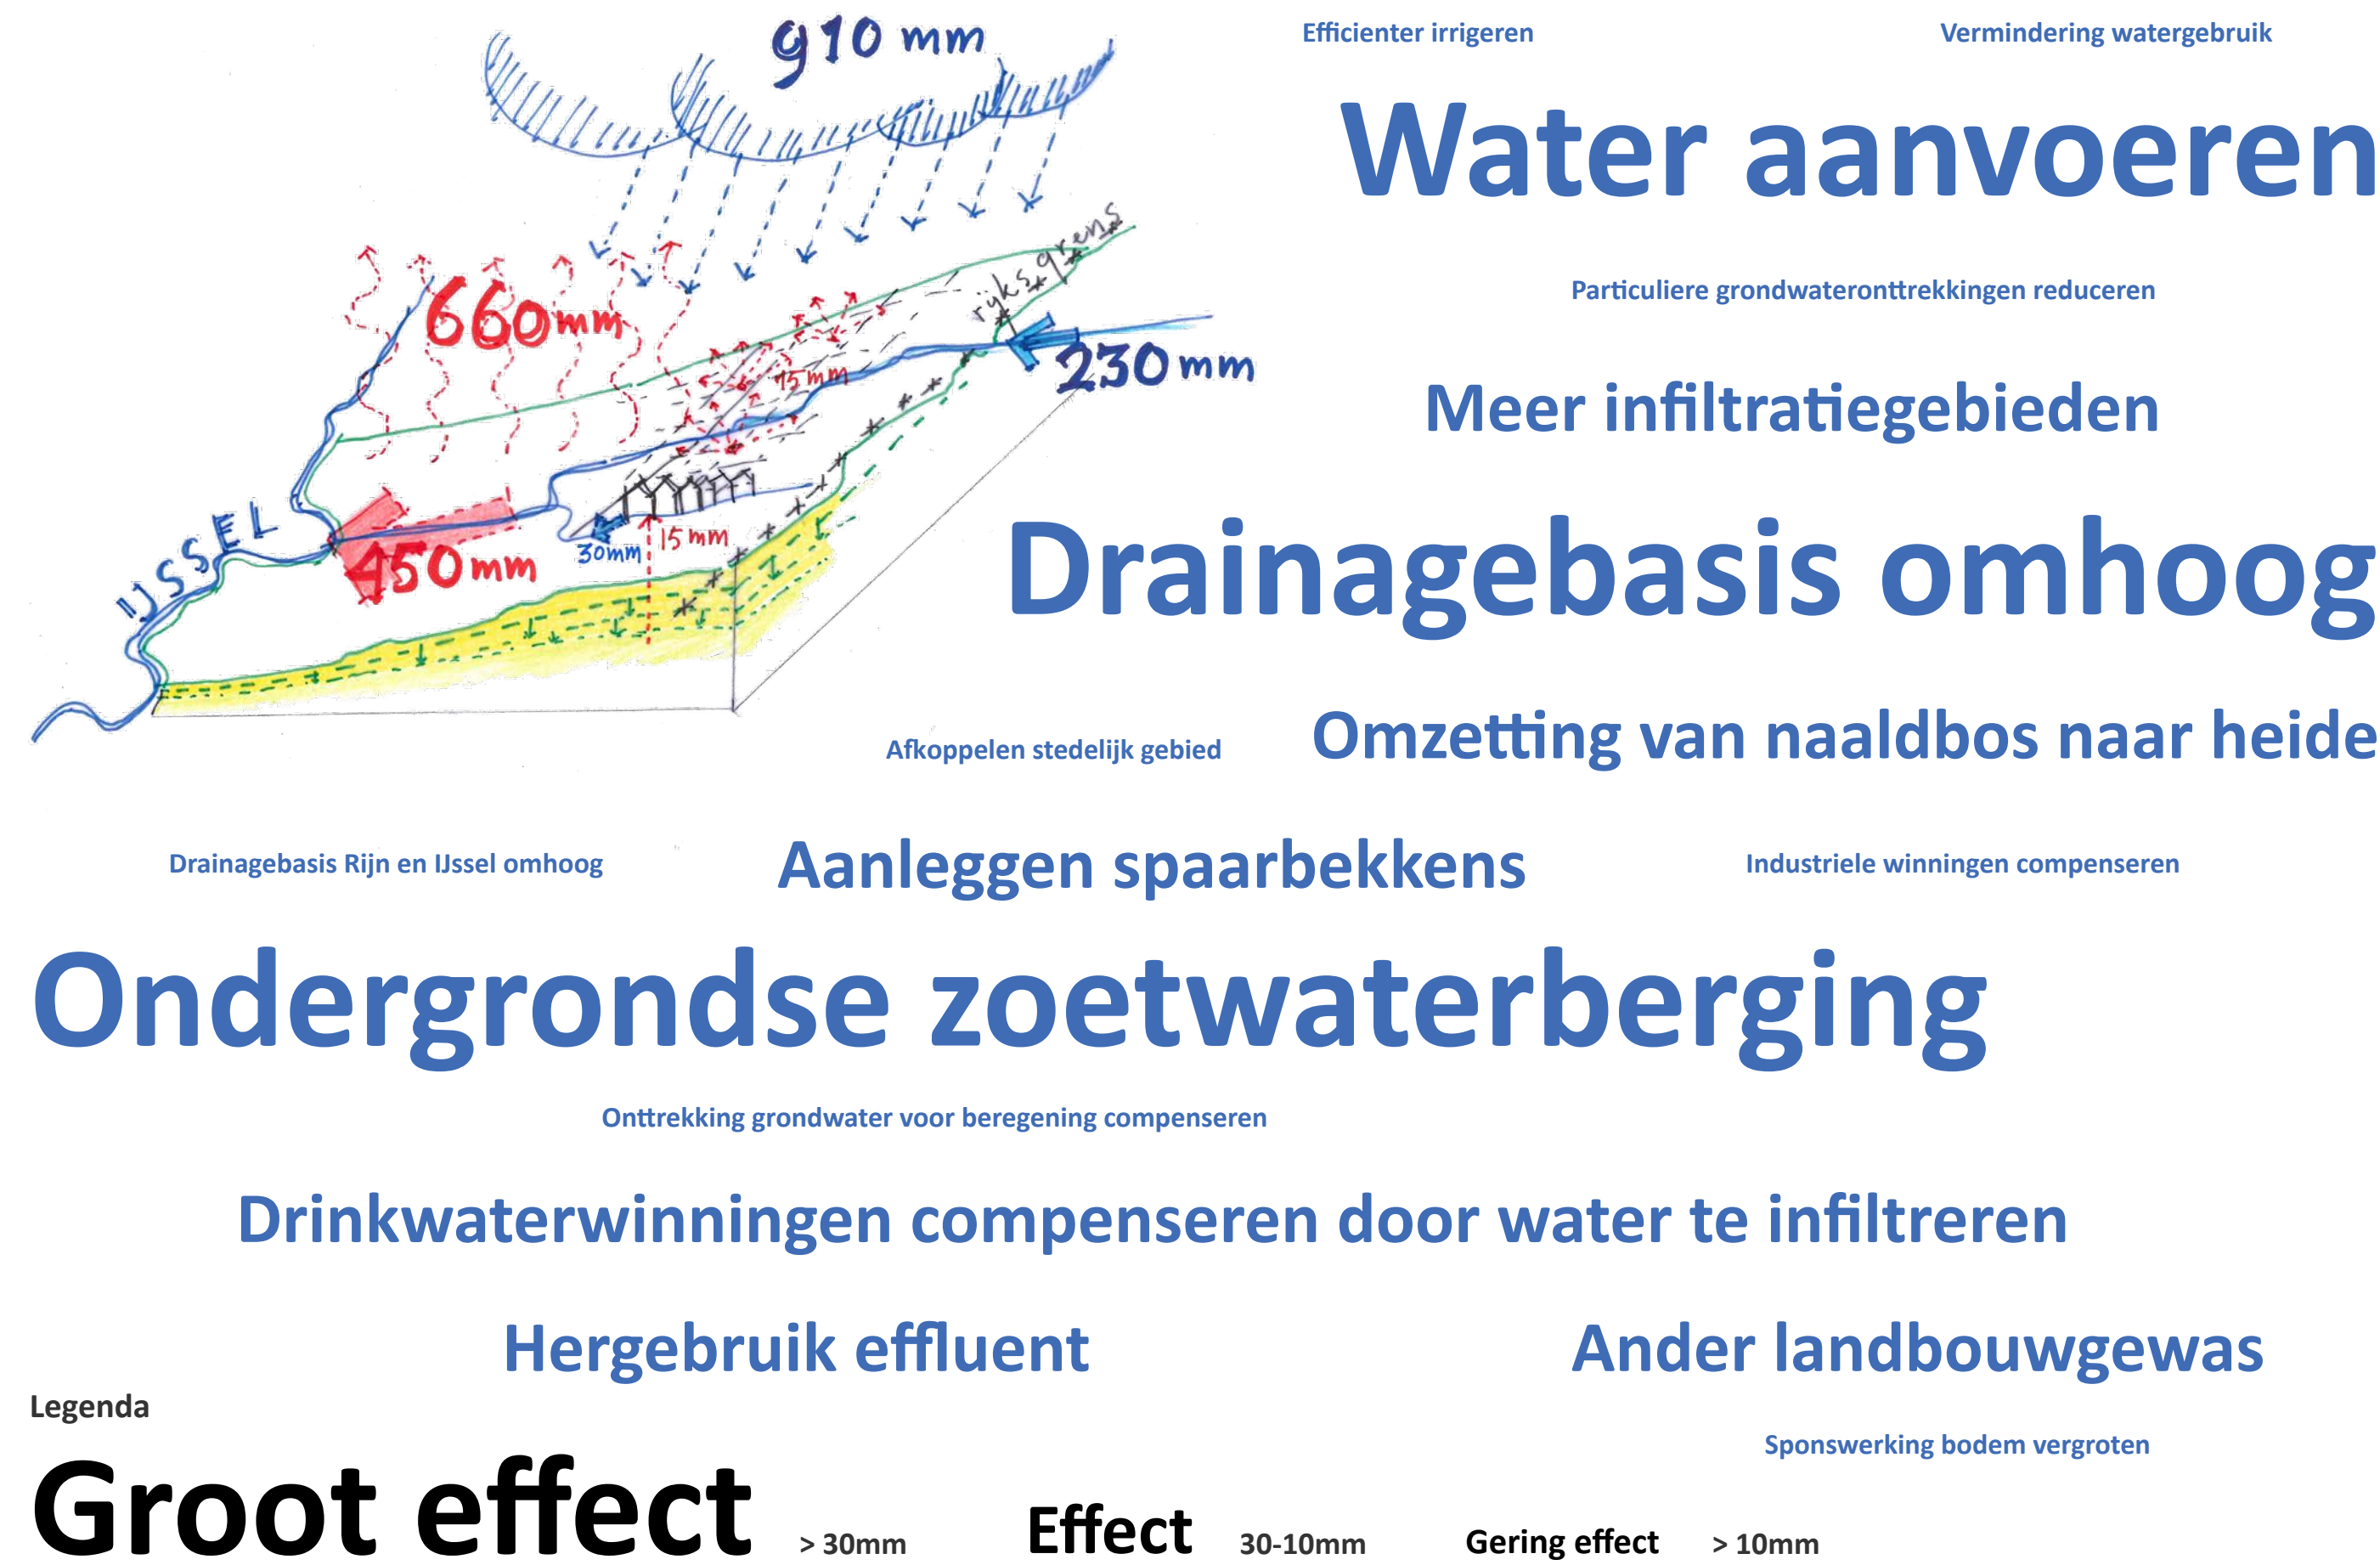 910 mm
Efficienter irrigeren
Vermindering watergebruik
Water aanvoeren
rijksgrens
Particuliere grondwateronttrekkingen reduceren
660mm
230mm
15mm
Meer infiltratiegebieden
IJSSEL
450mm
30mm
15mm
Drainagebasis omhoog
Afkoppelen stedelijk gebied
Omzetting van naaldbos naar heide
Drainagebasis Rijn en IJssel omhoog
Aanleggen spaarbekkens
Industriele winningen compenseren
Ondergrondse zoetwaterberging
Onttrekking grondwater voor beregening compenseren
Drinkwaterwinningen compenseren door water te infiltreren
Hergebruik effluent
Ander landbouwgewas
Legenda
Sponswerking bodem vergroten
Groot effect > 30mm
Effect 30-10mm
Gering effect > 10mm